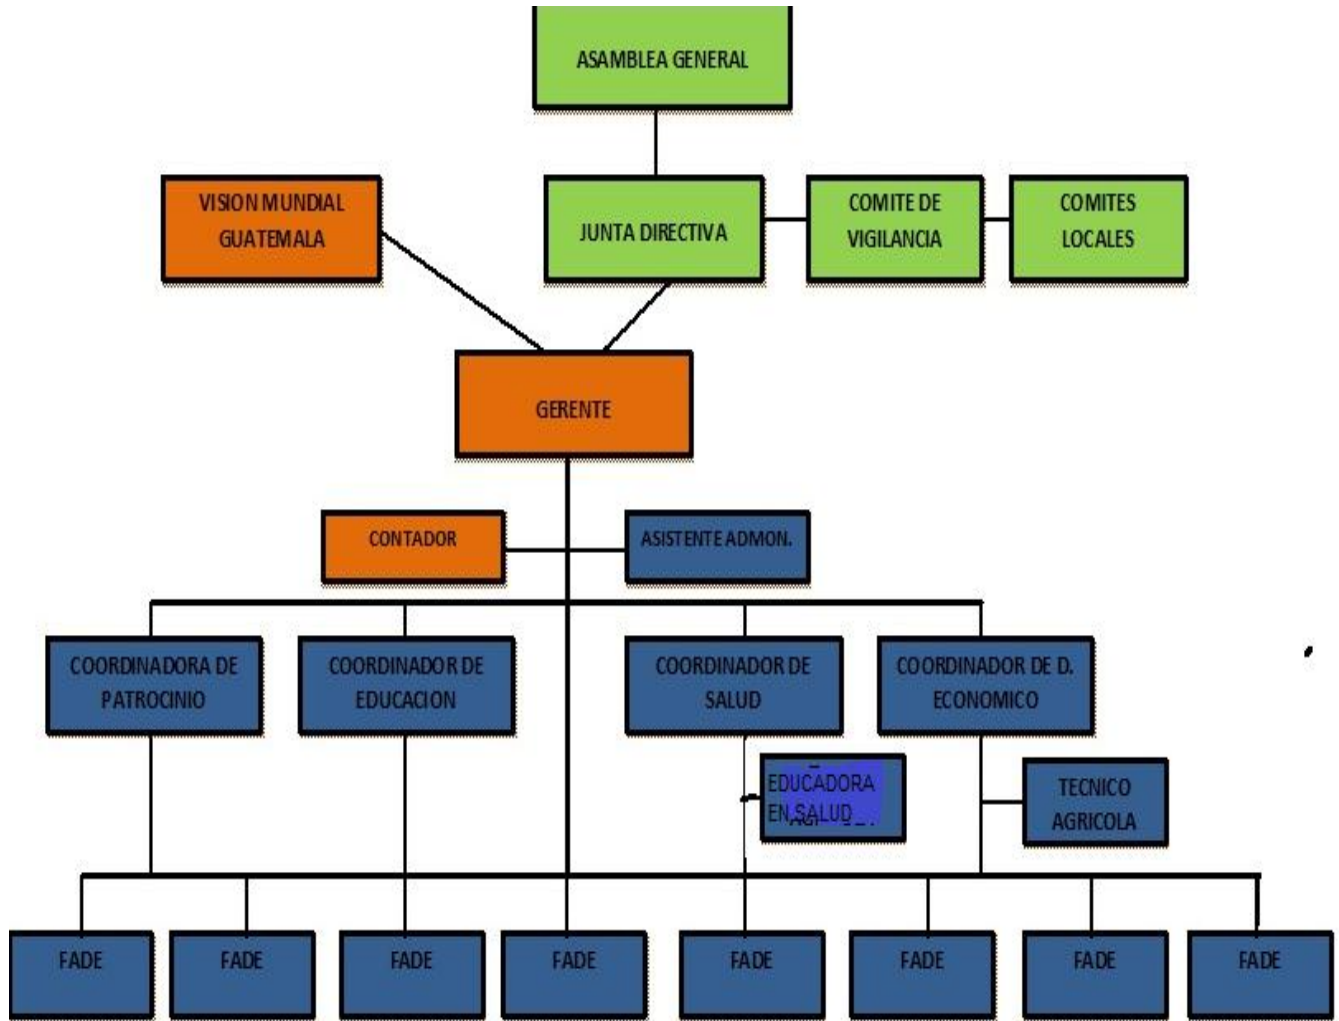 ASAMBLEA GENERAL
VISION MUNDIAL
GUATEMALA
JUNTA DIRECTIVA
COMITE DE
VIGILANCIA
COMITES
LOCALES
GERENTE
CONTADOR
ASISTENTE ADMON.
COORDINADORA DE
PATROCINIO
COORDINADOR DE
EDUCACION
COORDINADOR DE
SALUD
COORDINADOR DE D.
ECONOMICO
EDUCADORA
EN SALUD
TECNICO
AGRICOLA
FADE
FADE
FADE
FADE
FADE
FADE
FADE
FADE